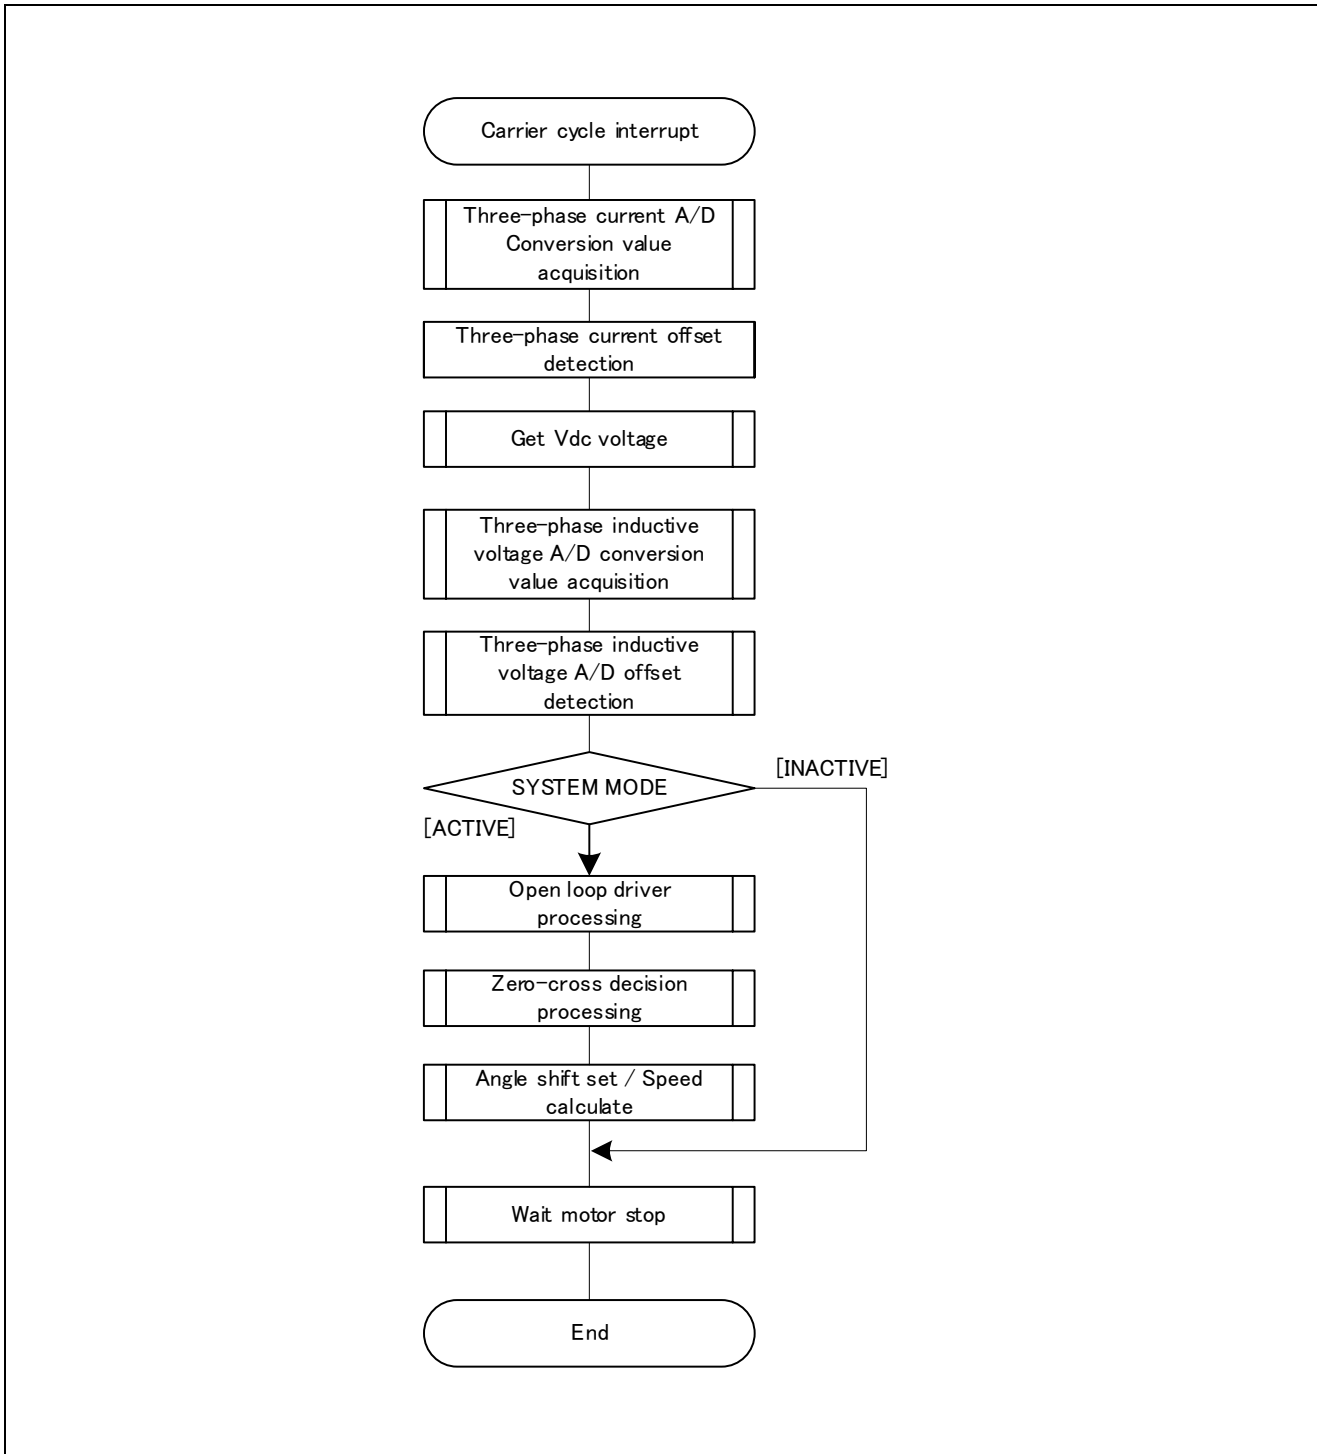 Carrier cycle interrupt
Three-phase current A/D
Conversion value
acquisition
Three-phase current offset
detection
Get Vdc voltage
Three-phase inductive
voltage A/D conversion
value acquisition
Three-phase inductive
voltage A/D offset
detection
[INACTIVE]
SYSTEM MODE
[ACTIVE]
Open loop driver
processing
Zero-cross decision
processing
Angle shift set / Speed
calculate
Wait motor stop
End